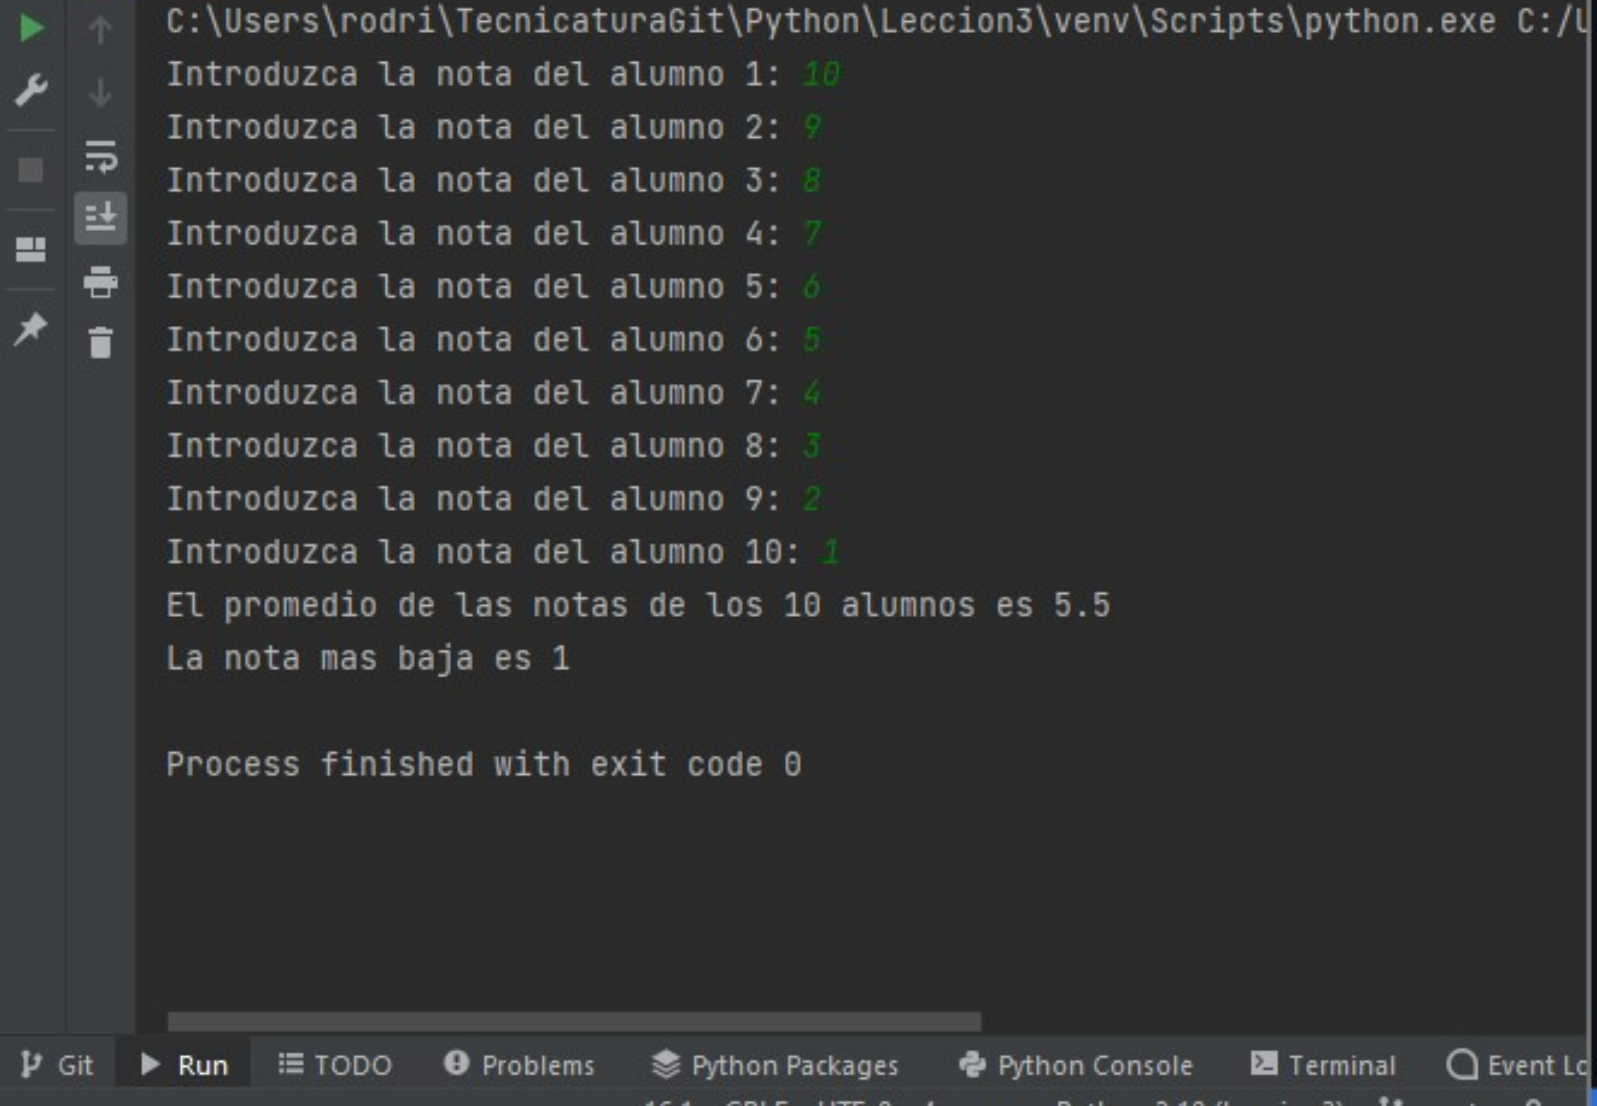 C:\Users\rodri\TecnicaturaGit\Python\Leccion3\venv\Scripts\python.exe C:/U
Introduzca la nota del alumno 1: 10
Introduzca la nota del alumno 2: 9
Introduzca la nota del alumno 3: 8
Introduzca la nota del alumno 4: 7
Introduzca la nota del alumno 5: 6
Introduzca la nota del alumno 6: 5
Introduzca la nota del alumno 7: 4
Introduzca la nota del alumno 8: 3
Introduzca la nota del alumno 9: 2
Introduzca la nota del alumno 10: 1
El promedio de las notas de los 10 alumnos es 5.5
La nota mas baja es 1
Process finished with exit code 0
Git Run TODO Problems Python Packages Python Console Terminal Event Lo